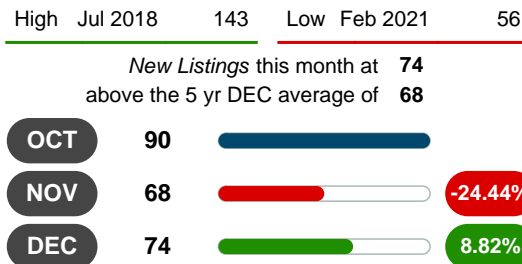 High Jul 2018 143 Low Feb 2021 56
New Listings this month at 74
above the 5 yr DEC average of 68
OCT 90
NOV 68 -24.44%
DEC 74 8.82%